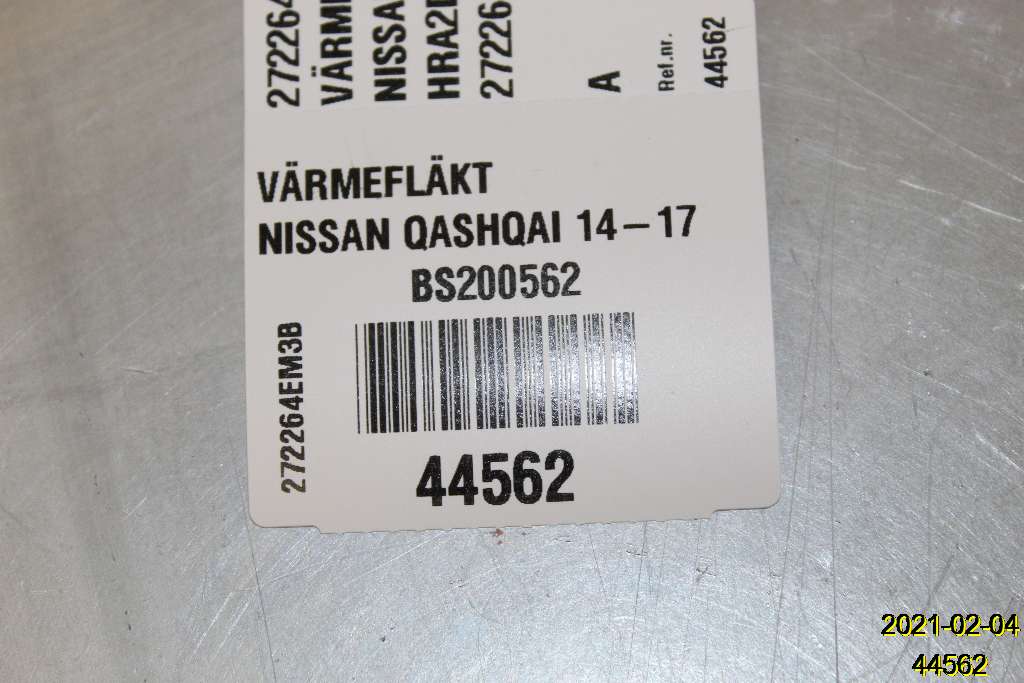 272264
VÄRME
NISSA
HRA2D
27226
A
Ref.nr.
44562
VÄRMEFLÄKT
NISSAN QASHQAI 14–17
BS200562
272264EM3B
44562
2021-02-04
44562